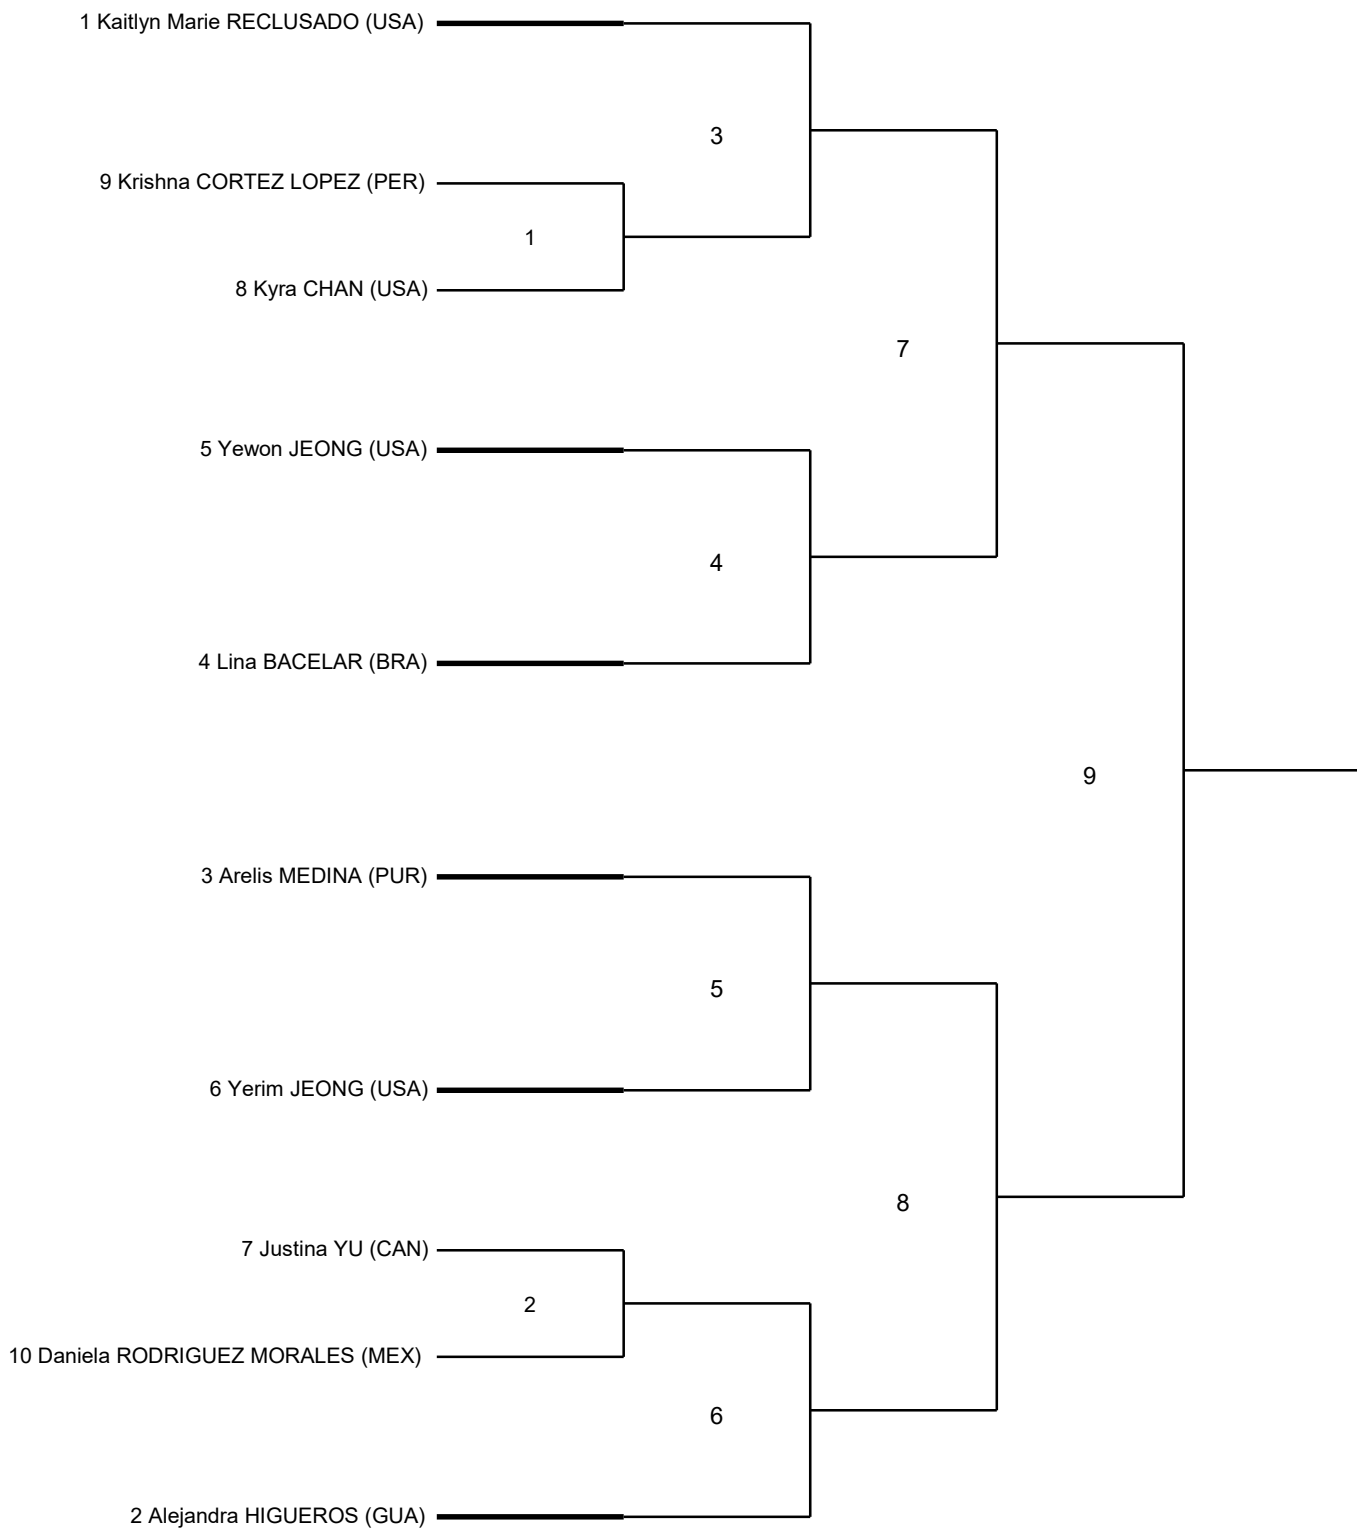 1 Kaitlyn Marie RECLUSADO (USA)
3
9 Krishna CORTEZ LOPEZ (PER)
1
8 Kyra CHAN (USA)
7
5 Yewon JEONG (USA)
4
4 Lina BACELAR (BRA)
9
3 Arelis MEDINA (PUR)
5
6 Yerim JEONG (USA)
8
7 Justina YU (CAN)
2
10 Daniela RODRIGUEZ MORALES (MEX)
6
2 Alejandra HIGUEROS (GUA)